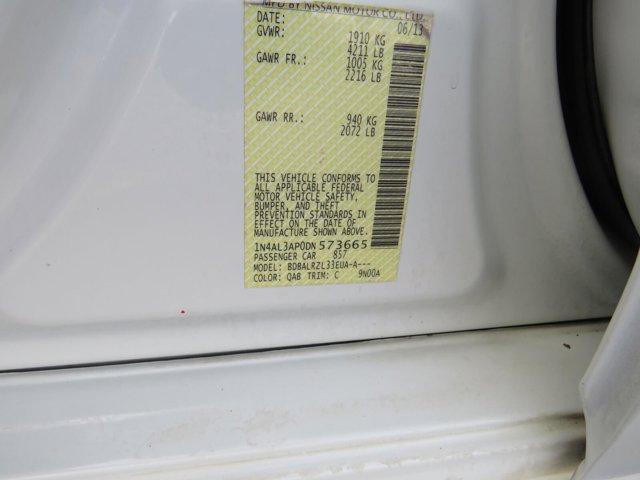 MFD BY NISSAN MOTOR CO., LTD.
DATE: 06/13
GVWR: 1910 KG
4211 LB
GAWR FR.: 1005 KG
2216 LB
GAWR RR.: 940 KG
2072 LB
THIS VEHICLE CONFORMS TO
ALL APPLICABLE FEDERAL
MOTOR VEHICLE SAFETY,
BUMPER, AND THEFT
PREVENTION STANDARDS IN
EFFECT ON THE DATE OF
MANUFACTURE SHOWN ABOVE.
1N4AL3AP0DN573665
PASSENGER CAR 857
MODEL: BDBALRZL33EUA-A---
COLOR: QAB TRIM: C 9N00A